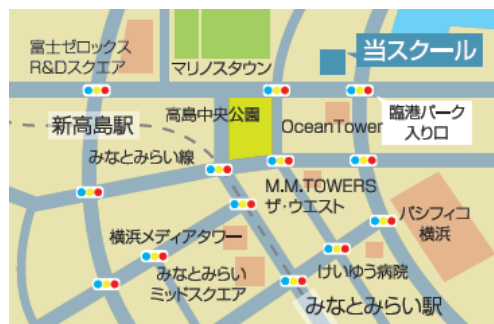 富士ゼロックス
R&Dスクエア
マリノスタウン
当スクール
新高島駅
高島中央公園
OceanTower
臨港パーク
入り口
みなとみらい線
M.M.TOWERS
ザ・ウエスト
パシフィコ
横浜
横浜メディアタワー
みなとみらい
ミッドスクエア
けいゆう病院
みなとみらい駅